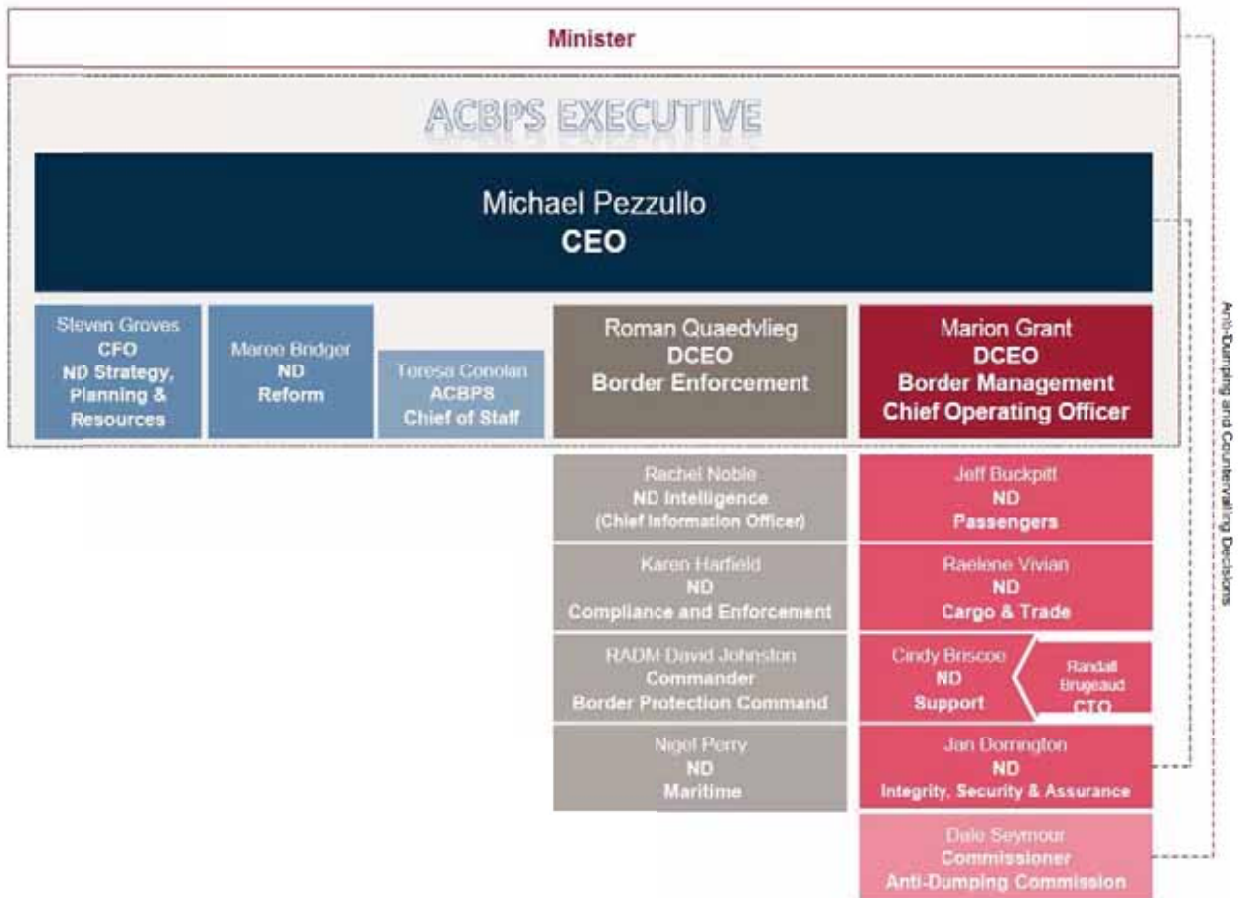 Minister
ACBPS EXECUTIVE
Michael Pezzullo
CEO
Steven Groves
CFO
ND Strategy,
Planning &
Resources
Maree Bridger
ND
Reform
Teresa Conolan
ACBPS
Chief of Staff
Roman Quaedvlieg
DCEO
Border Enforcement
Marion Grant
DCEO
Border Management
Chief Operating Officer
Rachel Noble
ND Intelligence
(Chief Information Officer)
Karen Harfield
ND
Compliance and Enforcement
RADM David Johnston
Commander
Border Protection Command
Nigel Perry
ND
Maritime
Jeff Buckpitt
ND
Passengers
Raelene Vivian
ND
Cargo & Trade
Cindy Briscoe
ND
Support
Randall
Brugeaud
CTO
Jan Dorrington
ND
Integrity, Security & Assurance
Dale Seymour
Commissioner
Anti-Dumping Commission
Anti-Dumping and Countervailing Decisions